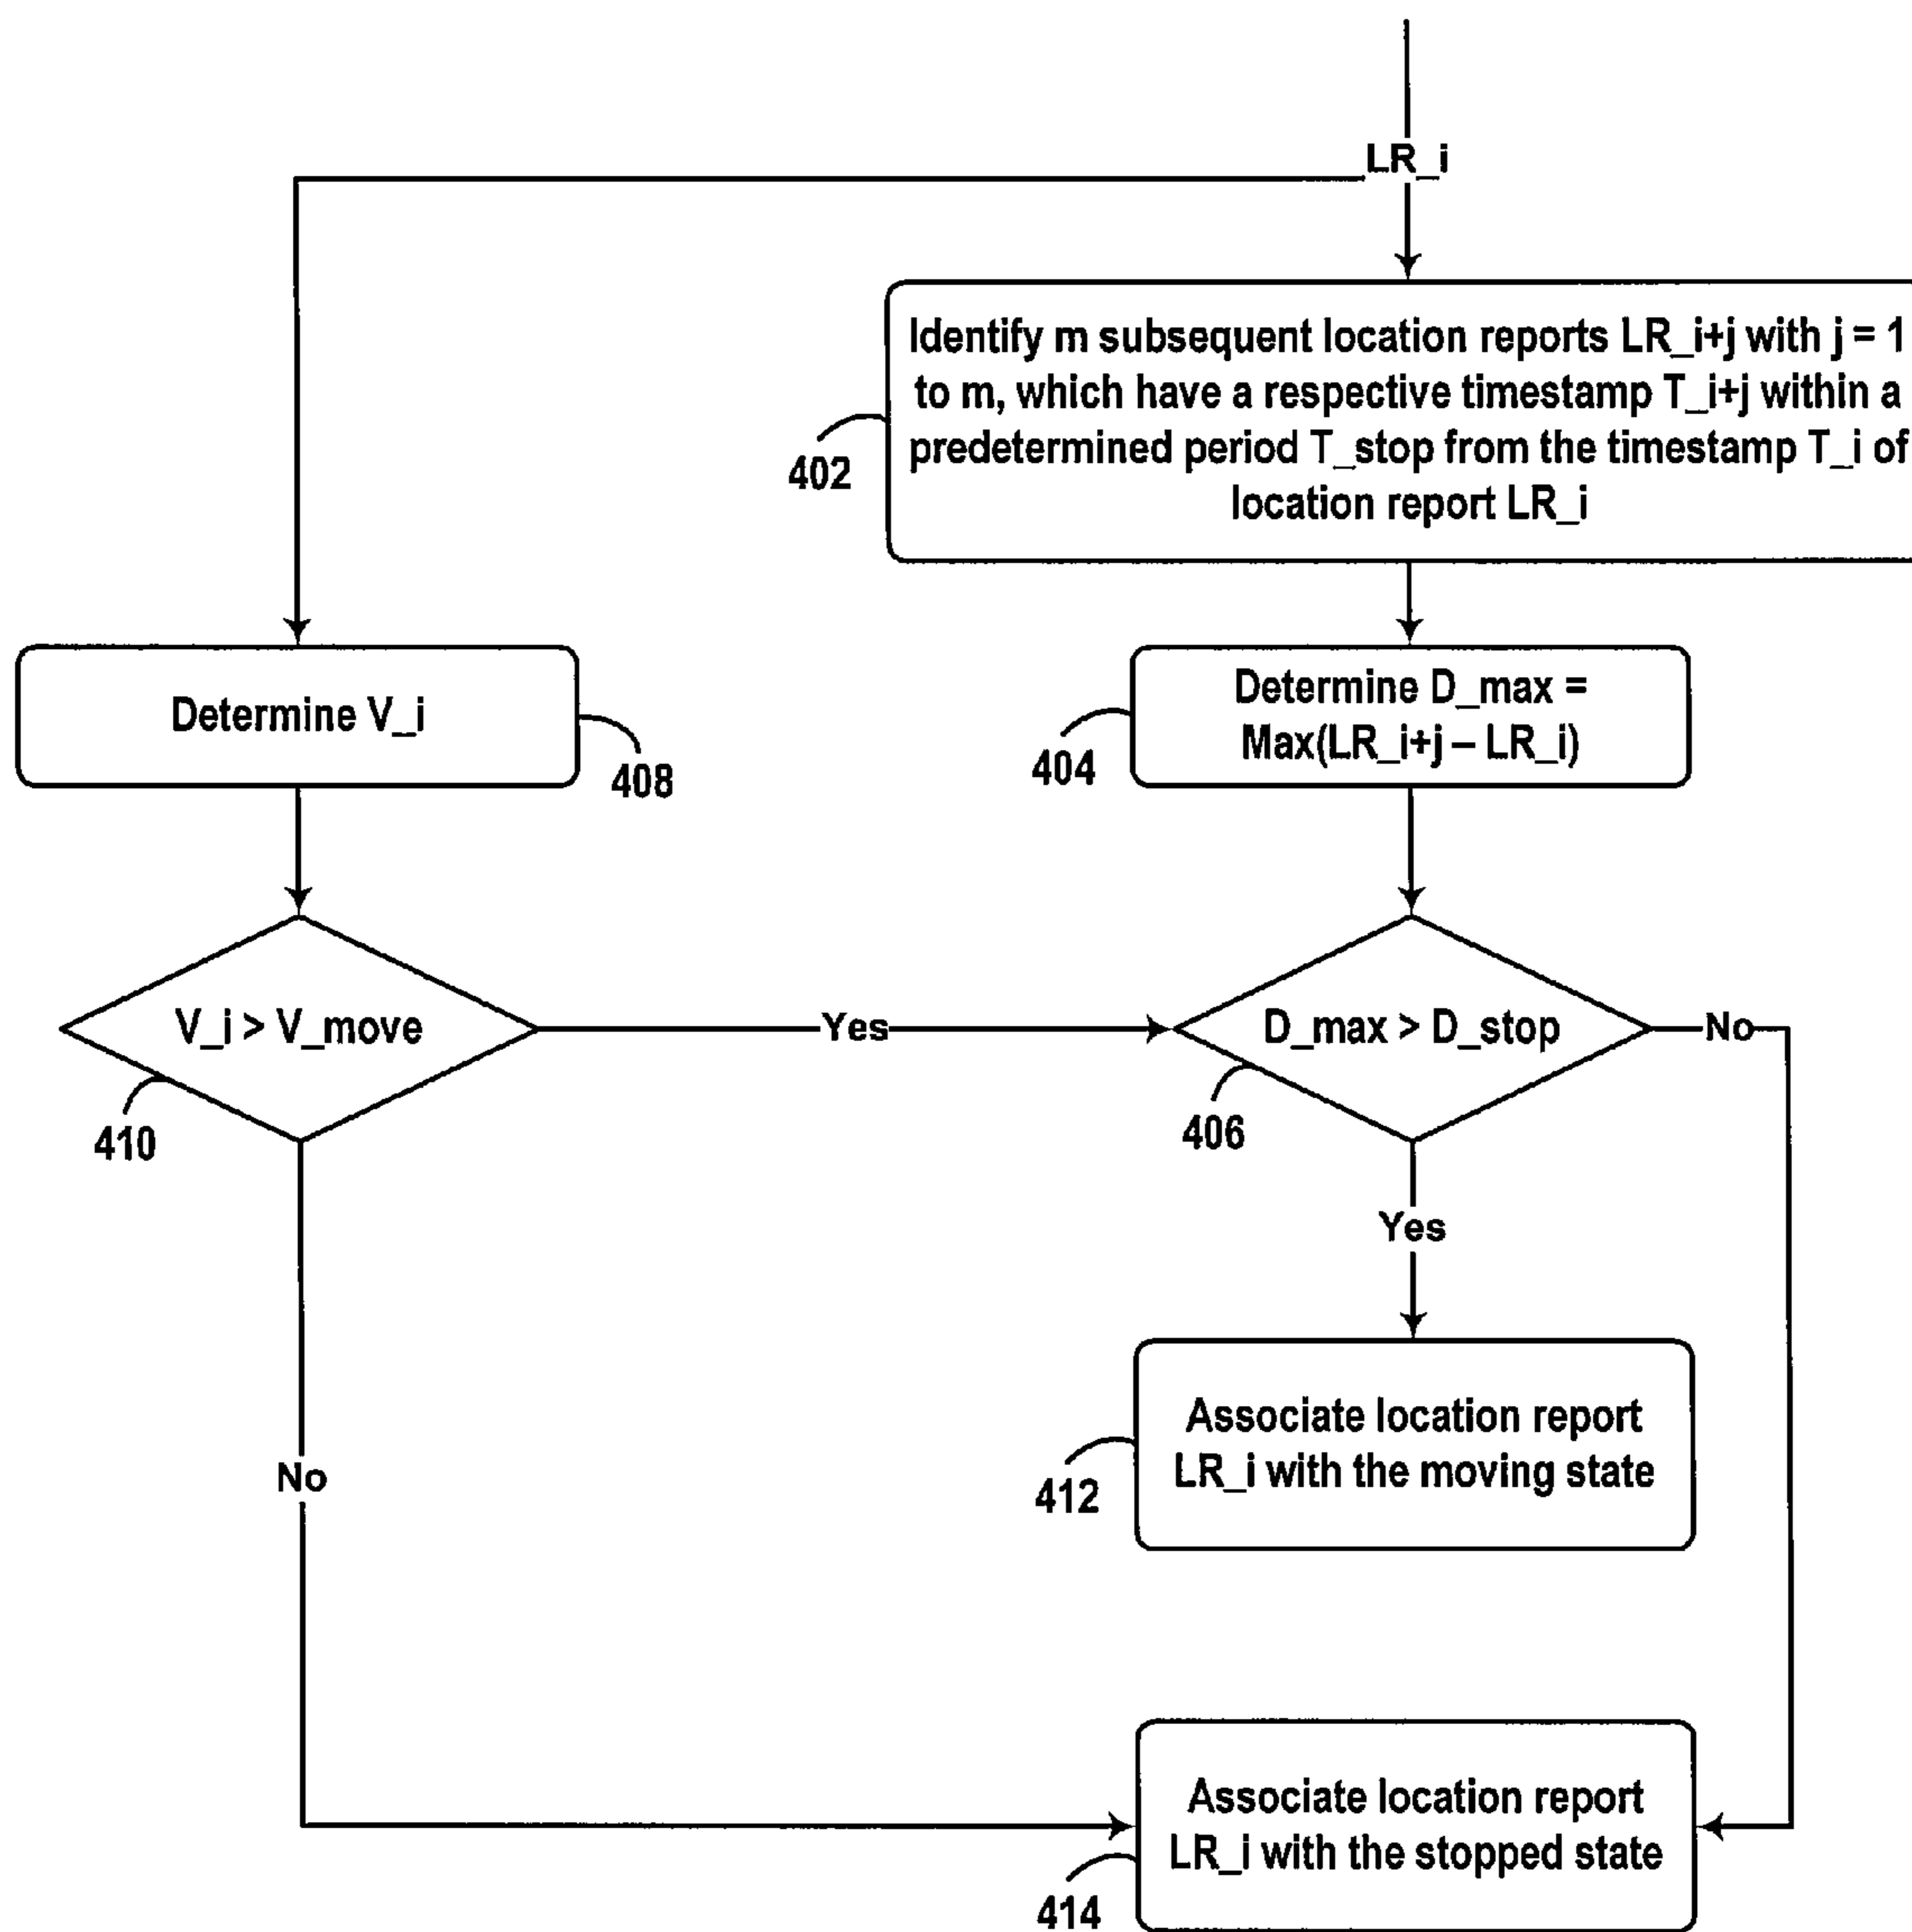 LR_i
Identify m subsequent location reports LR_i+j with j = 1
to m, which have a respective timestamp T_i+j within a
predetermined period T_stop from the timestamp T_i of
location report LR_i
402
Determine V_i
408
Determine D_max =
Max(LR_i+j – LR_i)
404
V_i > V_move
410
Yes
D_max > D_stop
406
No
Yes
Associate location report
LR_i with the moving state
412
No
Associate location report
LR_i with the stopped state
414